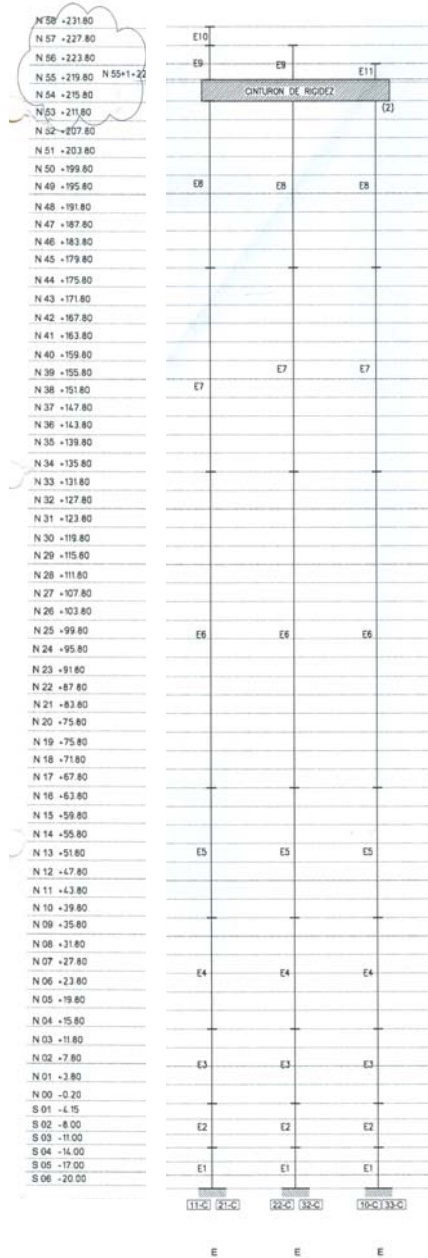 N 58 +231.80
N 57 +227.80
N 56 +223.80
N 55 +219.80 N 55+1+22
N 54 +215.80
N 53 +211.80
N 52 +207.80
N 51 +203.80
N 50 +199.80
N 49 +195.80
N 48 +191.80
N 47 +187.80
N 46 +183.80
N 45 +179.80
N 44 +175.80
N 43 +171.80
N 42 +167.80
N 41 +163.80
N 40 +159.80
N 39 +155.80
N 38 +151.80
N 37 +147.80
N 36 +143.80
N 35 +139.80
N 34 +135.80
N 33 +131.80
N 32 +127.80
N 31 +123.80
N 30 +119.80
N 29 +115.80
N 28 +111.80
N 27 +107.80
N 26 +103.80
N 25 +99.80
N 24 +95.80
N 23 +91.80
N 22 +87.80
N 21 +83.80
N 20 +75.80
N 19 +75.80
N 18 +71.80
N 17 +67.80
N 16 +63.80
N 15 +59.80
N 14 +55.80
N 13 +51.80
N 12 +47.80
N 11 +43.80
N 10 +39.80
N 09 +35.80
N 08 +31.80
N 07 +27.80
N 06 +23.80
N 05 +19.80
N 04 +15.80
N 03 +11.80
N 02 +7.80
N 01 +3.80
N 00 -0.20
S 01 -4.15
S 02 -8.00
S 03 -11.00
S 04 -14.00
S 05 -17.00
S 06 -20.00
E10
E9 E9 E11
CINTURON DE RIGIDEZ
(2)
E8 E8 E8
E7 E7
E7
E6 E6 E6
E5 E5 E5
E4 E4 E4
E3 E3 E3
E2 E2 E2
E1 E1 E1
11-C 21-C 22-C 32-C 10-C 33-C
E E E